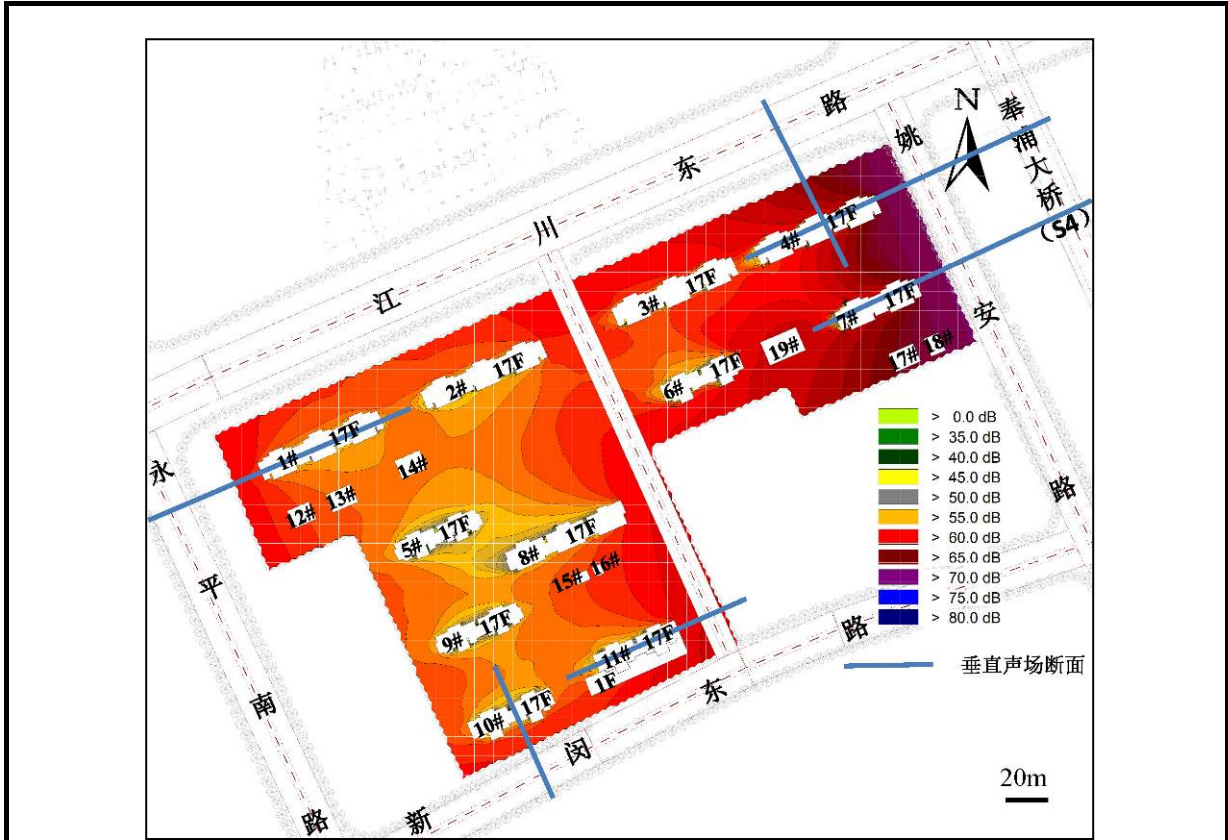 路
东
川
江
姚
安
路
N
奉
浦
大
桥
(S4)
永
平
南
路
新
闵
东
路
4# 17F
3# 17F
7# 17F
19#
17# 18#
6# 17F
2# 17F
1# 17F
14#
12# 13#
5# 17F
8# 17F
15# 16#
9# 17F
11# 17F
1F
10# 17F
> 0.0 dB
> 35.0 dB
> 40.0 dB
> 45.0 dB
> 50.0 dB
> 55.0 dB
> 60.0 dB
> 65.0 dB
> 70.0 dB
> 75.0 dB
> 80.0 dB
垂直声场断面
20m